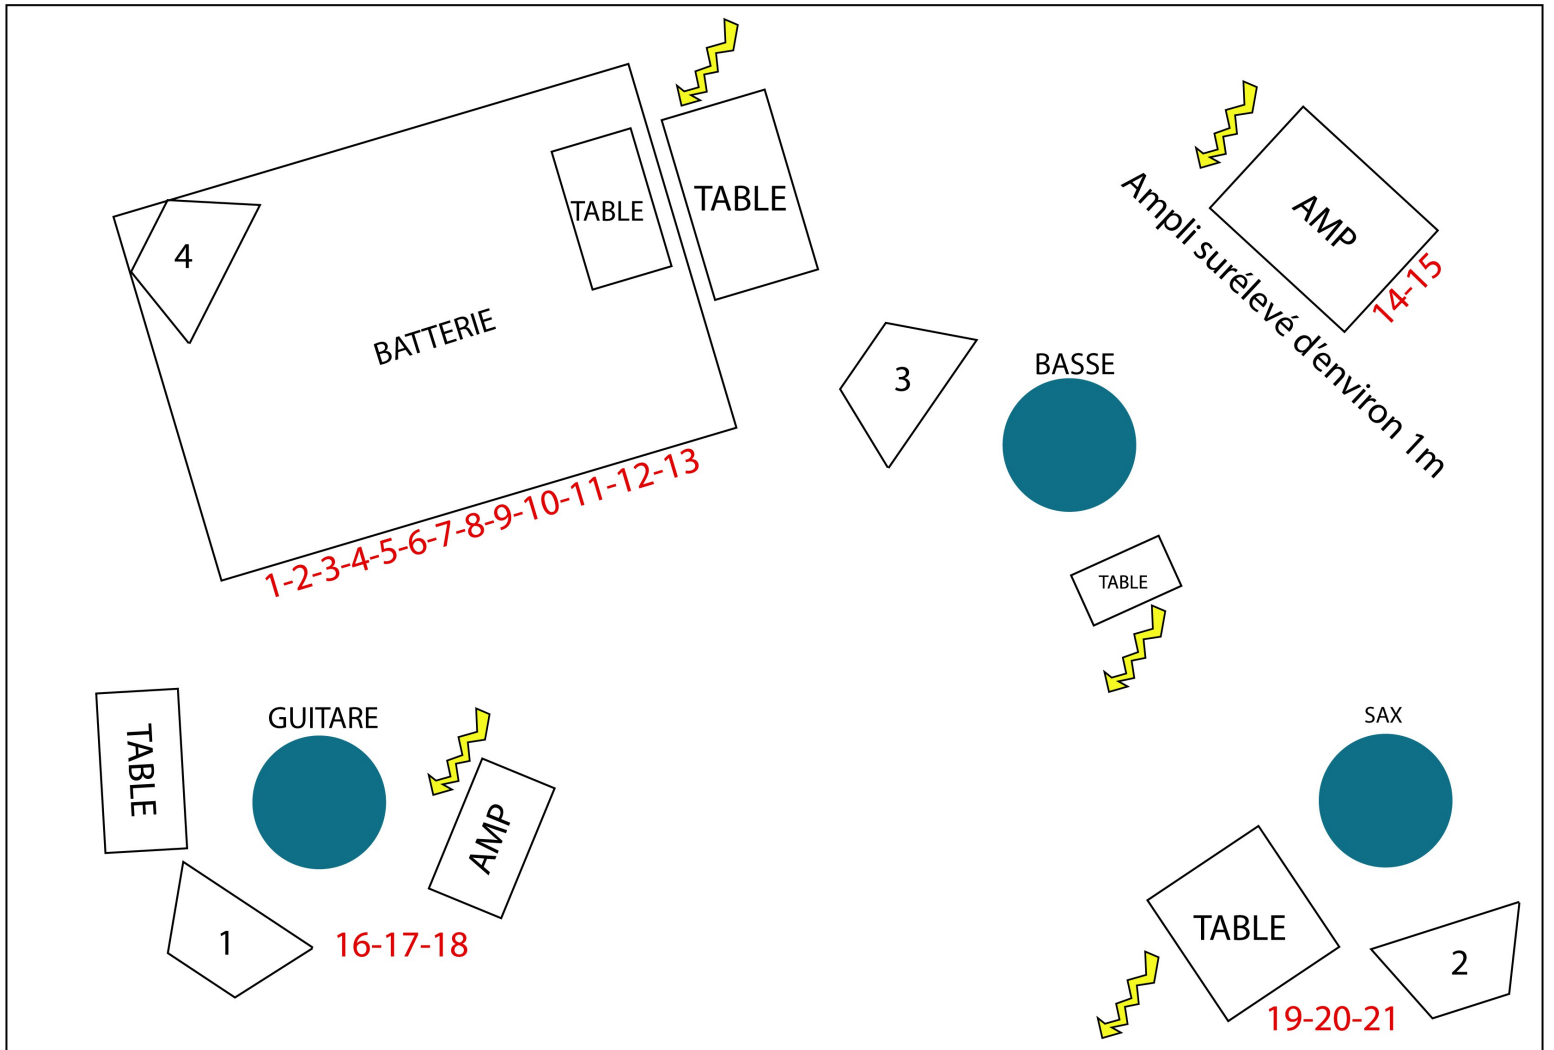 TABLE
TABLE
4
BATTERIE
AMP
Ampli surélevé d'environ 1m
14-15
3
BASSE
1-2-3-4-5-6-7-8-9-10-11-12-13
TABLE
TABLE
GUITARE
AMP
1
16-17-18
SAX
TABLE
2
19-20-21